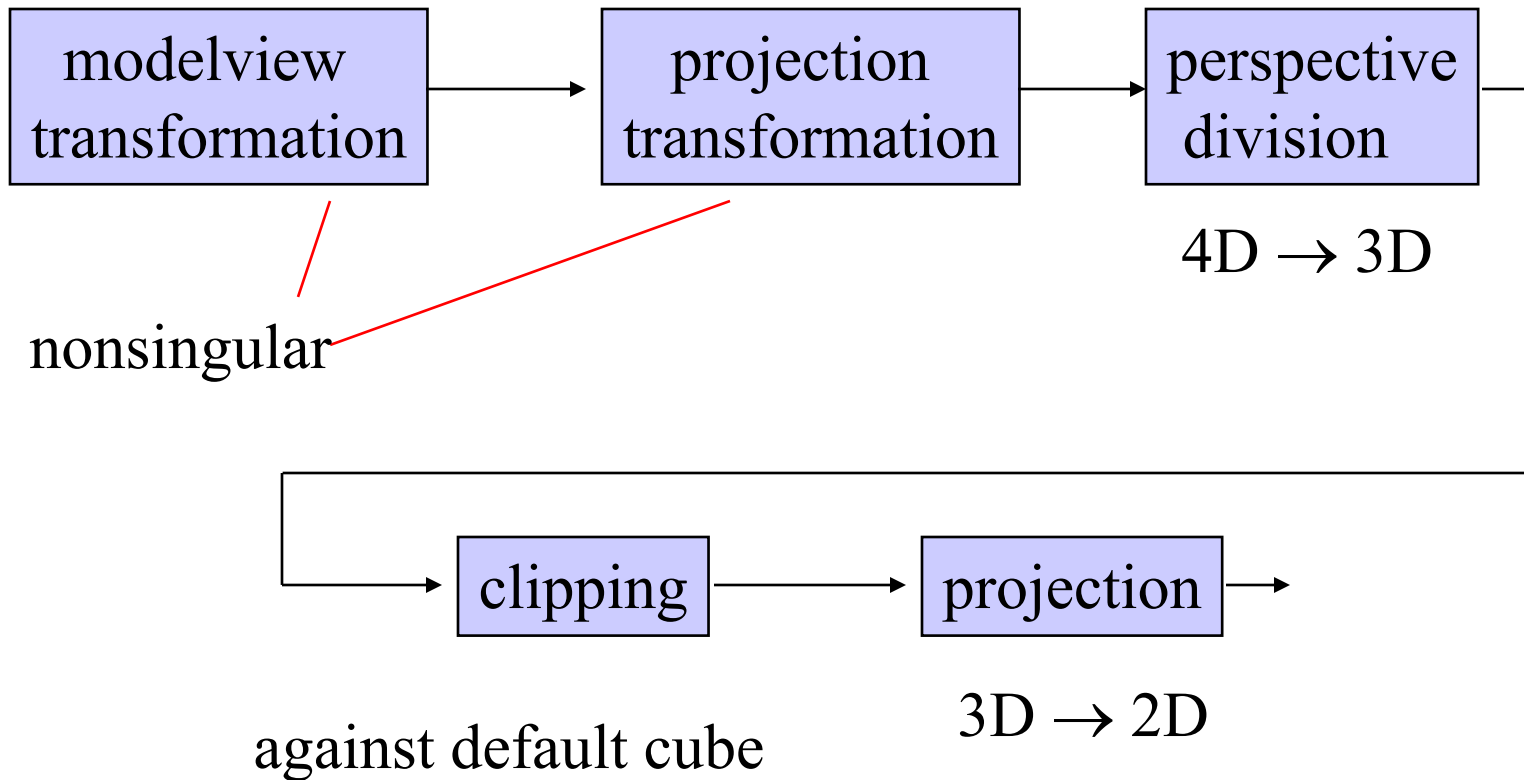 modelview
transformation
projection
transformation
perspective
division
4D → 3D
nonsingular
clipping
projection
against default cube
3D → 2D